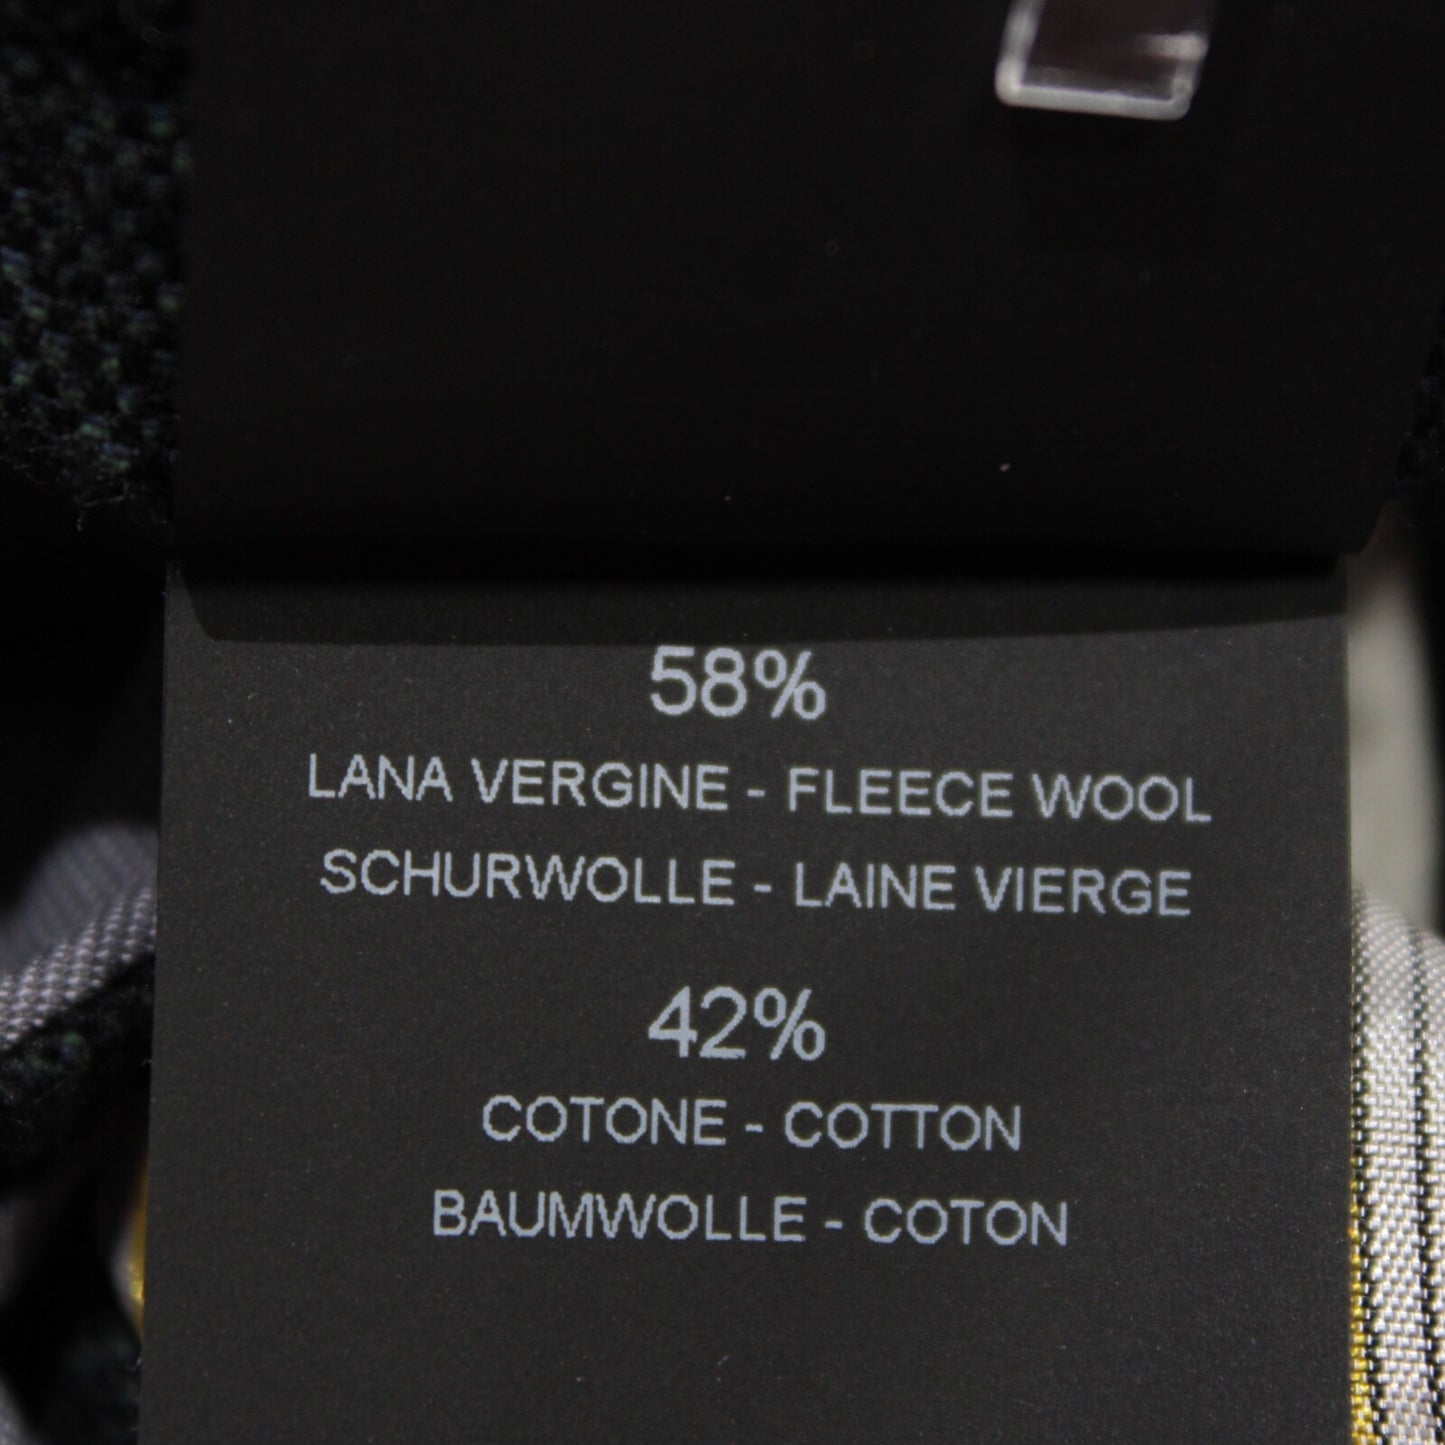 58%
LANA VERGINE - FLEECE WOOL
SCHURWOLLE - LAINE VIERGE
42%
COTONE - COTTON
BAUMWOLLE - COTON